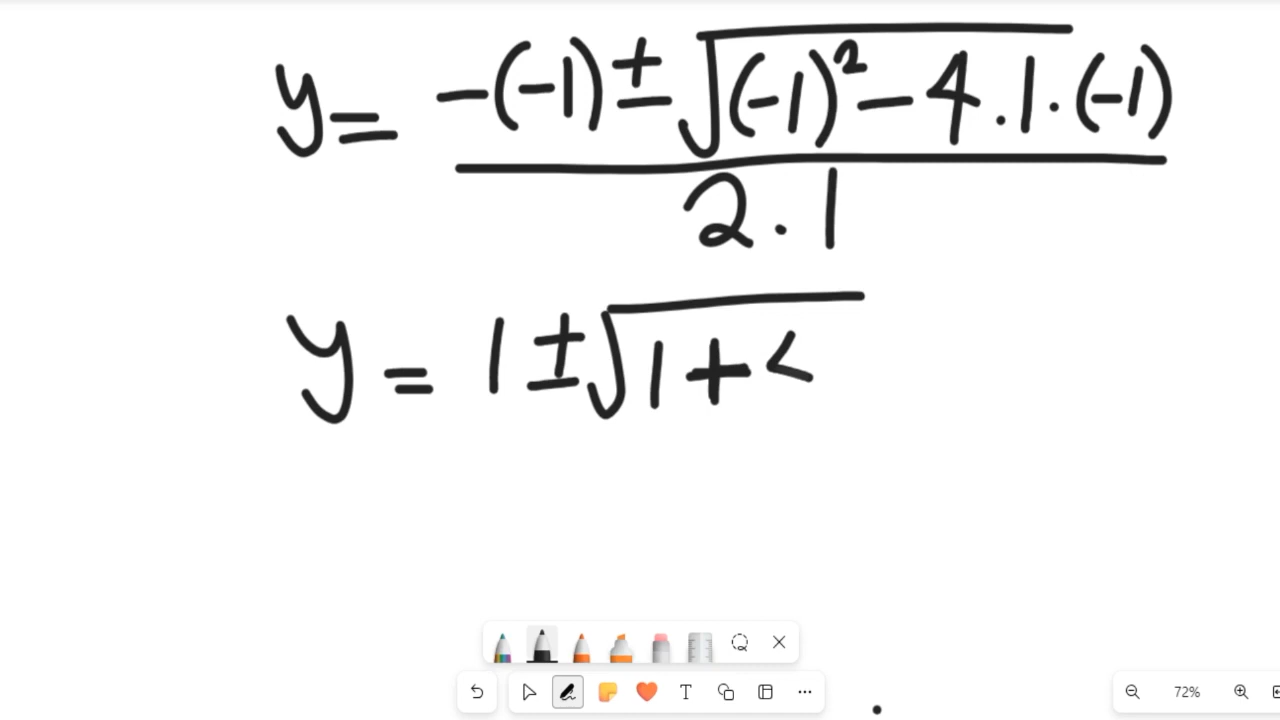 y = -(-1) ± √(-1)² - 4 . 1 . (-1)
2 . 1
y = 1 ± √1 + <
T
72%